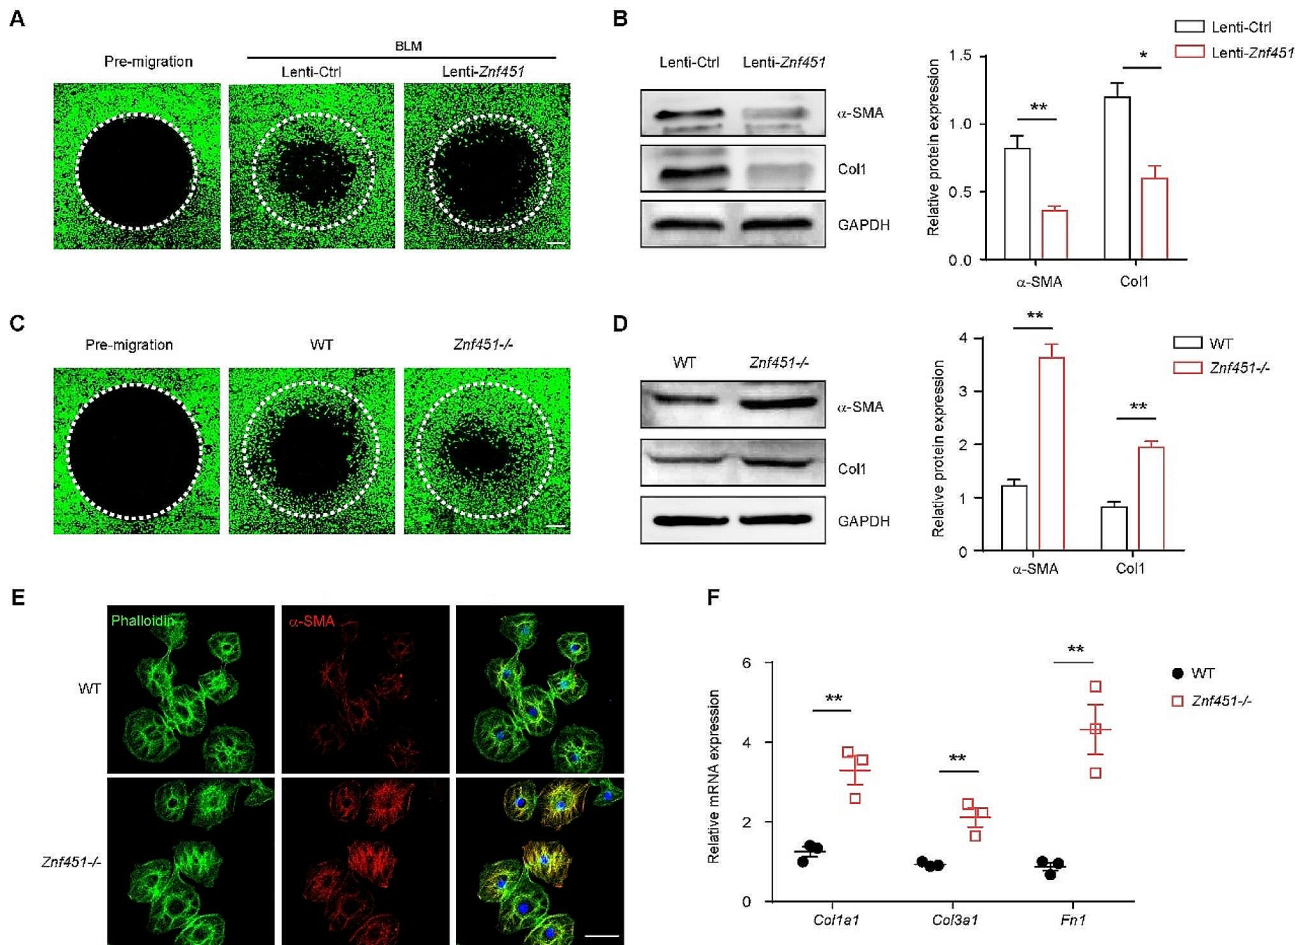 A
BLM
Pre-migration
Lenti-Ctrl
Lenti-Znf451
B
Lenti-Ctrl Lenti-Znf451
α-SMA
Col1
GAPDH
Lenti-Ctrl
Lenti-Znf451
Relative protein expression
1.5
1.0
0.5
0.0
**
*
α-SMA
Col1
C
Pre-migration
WT
Znf451-/-
D
WT
Znf451-/-
α-SMA
Col1
GAPDH
WT
Znf451-/-
Relative protein expression
4
3
2
1
0
**
**
α-SMA
Col1
E
Phalloidin
α-SMA
WT
Znf451-/-
F
WT
Znf451-/-
Relative mRNA expression
6
4
2
0
**
**
**
Col1a1
Col3a1
Fn1